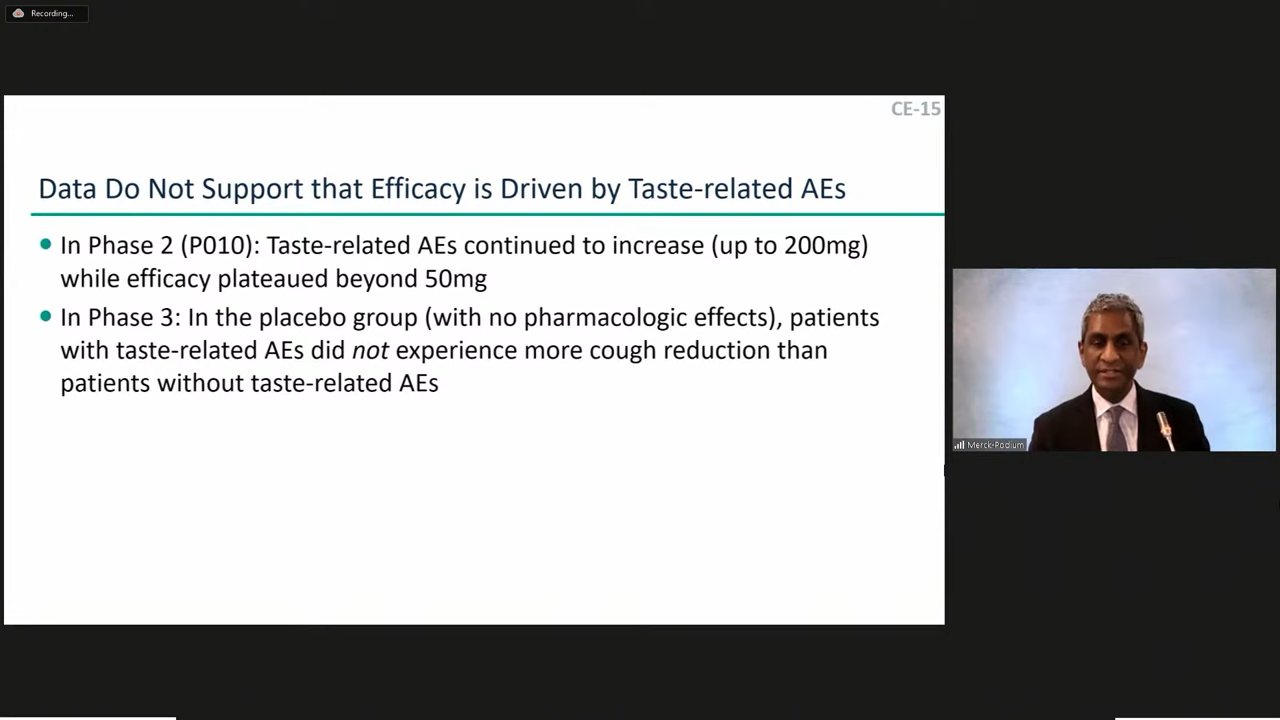 Recording...
CE-15
Data Do Not Support that Efficacy is Driven by Taste-related AEs
• In Phase 2 (P010): Taste-related AEs continued to increase (up to 200mg)
while efficacy plateaued beyond 50mg
• In Phase 3: In the placebo group (with no pharmacologic effects), patients
with taste-related AEs did not experience more cough reduction than
patients without taste-related AEs
Merck-Podium